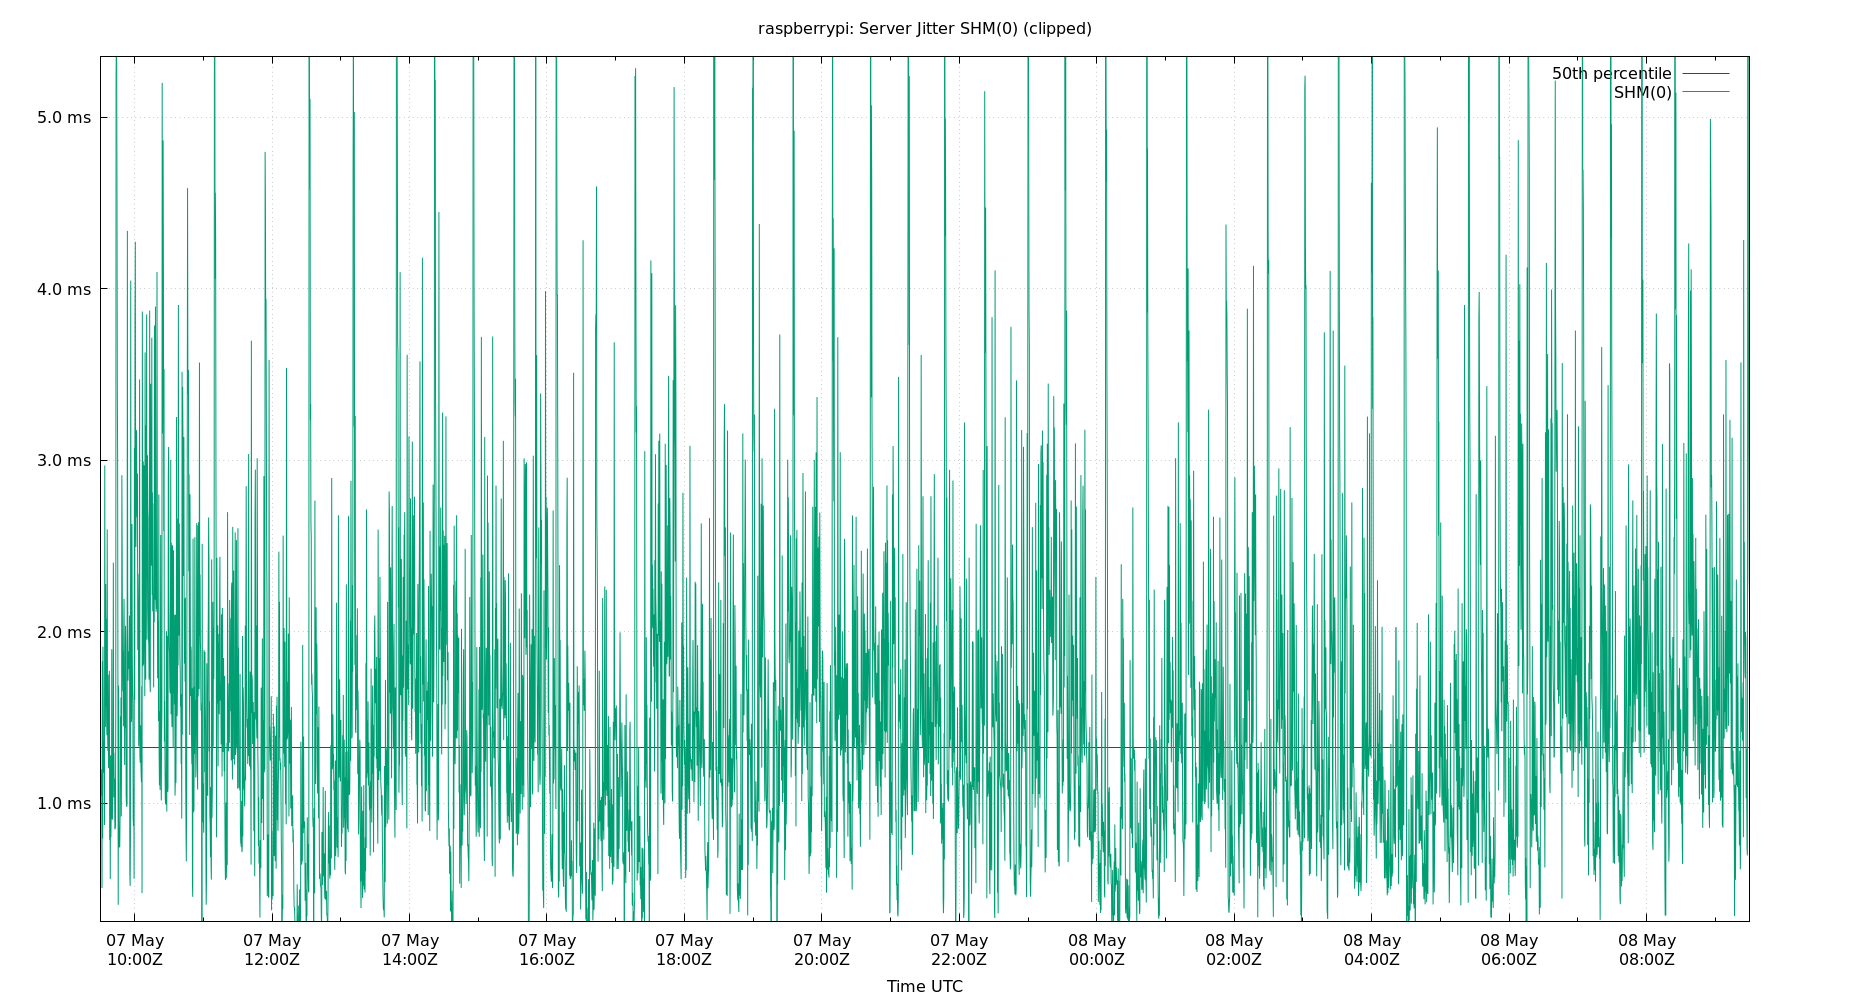 raspberrypi: Server Jitter SHM(0) (clipped)
50th percentile
SHM(0)
5.0 ms
4.0 ms
3.0 ms
2.0 ms
1.0 ms
07 May 07 May 07 May 07 May 07 May 07 May 07 May 08 May 08 May 08 May 08 May 08 May
10:00Z 12:00Z 14:00Z 16:00Z 18:00Z 20:00Z 22:00Z 00:00Z 02:00Z 04:00Z 06:00Z 08:00Z
Time UTC